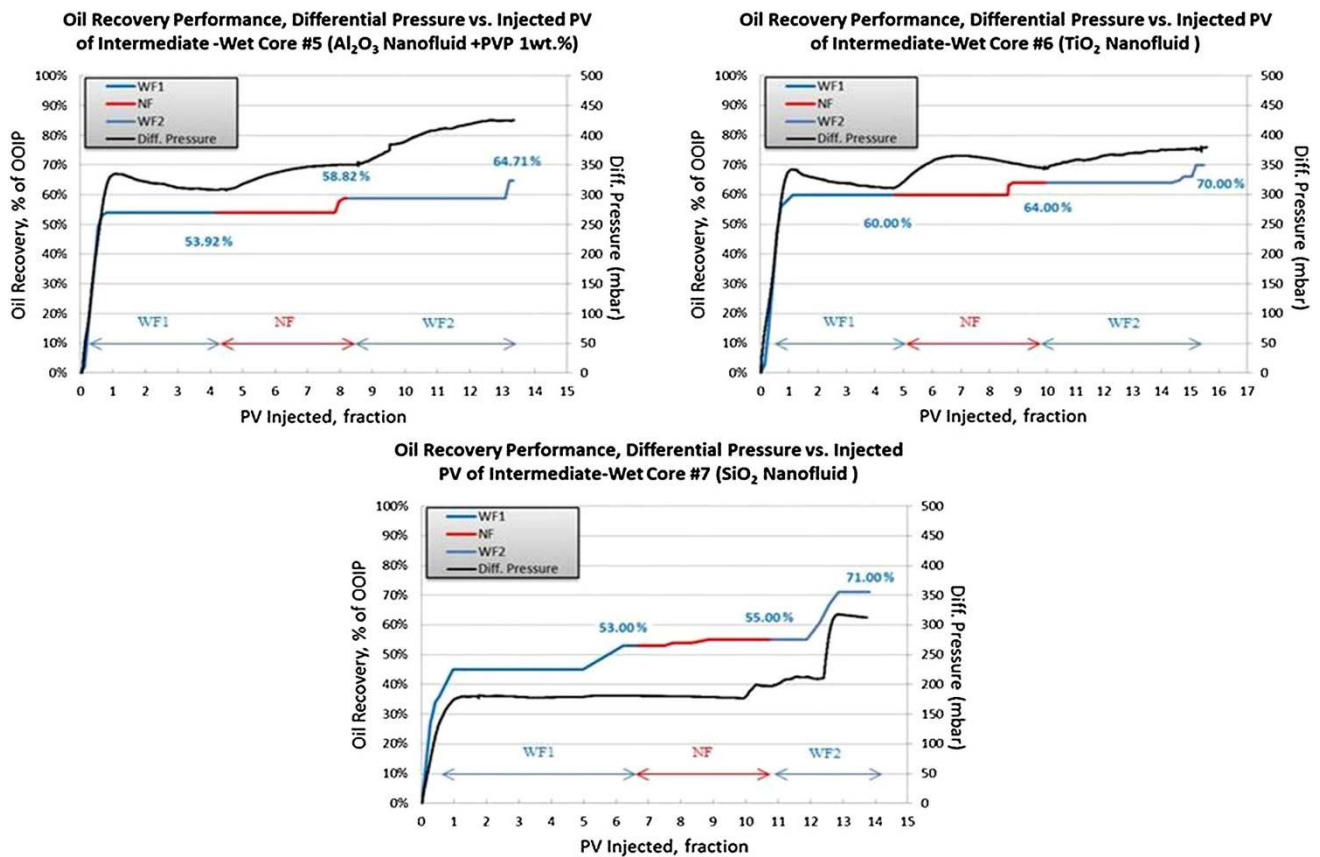 Oil Recovery Performance, Differential Pressure vs. Injected PV
of Intermediate -Wet Core #5 (Al₂O₃ Nanofluid +PVP 1wt.%)
100%
90%
80%
70%
60%
50%
40%
30%
20%
10%
0%
Oil Recovery, % of OOIP
WF1
NF
WF2
Diff. Pressure
53.92%
58.82%
64.71%
WF1
NF
WF2
500
450
400
350
300
250
200
150
100
50
0
Diff. Pressure (mbar)
0 1 2 3 4 5 6 7 8 9 10 11 12 13 14 15
PV Injected, fraction
Oil Recovery Performance, Differential Pressure vs. Injected PV
of Intermediate-Wet Core #6 (TiO₂ Nanofluid )
100%
90%
80%
70%
60%
50%
40%
30%
20%
10%
0%
Oil Recovery, % of OOIP
WF1
NF
WF2
Diff. Pressure
60.00%
64.00%
70.00%
WF1
NF
WF2
500
450
400
350
300
250
200
150
100
50
0
Diff. Pressure (mbar)
0 1 2 3 4 5 6 7 8 9 10 11 12 13 14 15 16 17
PV Injected, fraction
Oil Recovery Performance, Differential Pressure vs. Injected
PV of Intermediate-Wet Core #7 (SiO₂ Nanofluid )
100%
90%
80%
70%
60%
50%
40%
30%
20%
10%
0%
Oil Recovery, % of OOIP
WF1
NF
WF2
Diff. Pressure
53.00%
55.00%
71.00%
WF1
NF
WF2
500
450
400
350
300
250
200
150
100
50
0
Diff. Pressure (mbar)
0 1 2 3 4 5 6 7 8 9 10 11 12 13 14 15
PV Injected, fraction